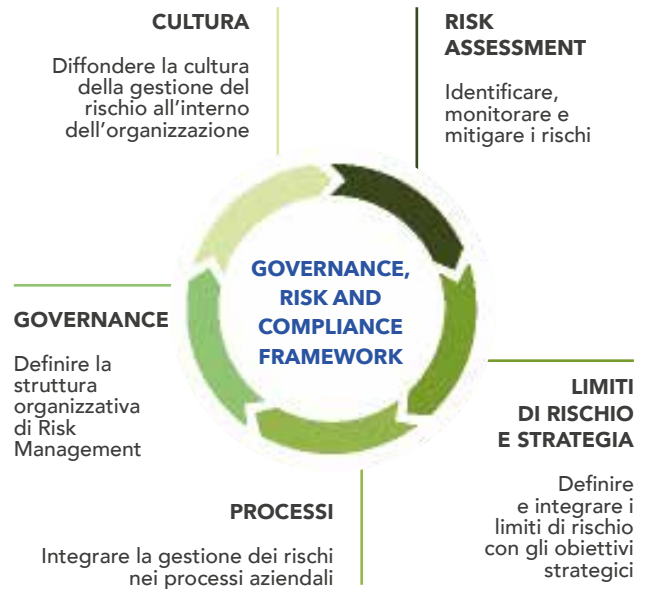 CULTURA
Diffondere la cultura
della gestione del
rischio all'interno
dell'organizzazione
RISK
ASSESSMENT
Identificare,
monitorare e
mitigare i rischi
GOVERNANCE,
RISK AND
COMPLIANCE
FRAMEWORK
GOVERNANCE
Definire la
struttura
organizzativa
di Risk
Management
LIMITI
DI RISCHIO
E STRATEGIA
Definire
e integrare i
limiti di rischio
con gli obiettivi
strategici
PROCESSI
Integrare la gestione dei rischi
nei processi aziendali